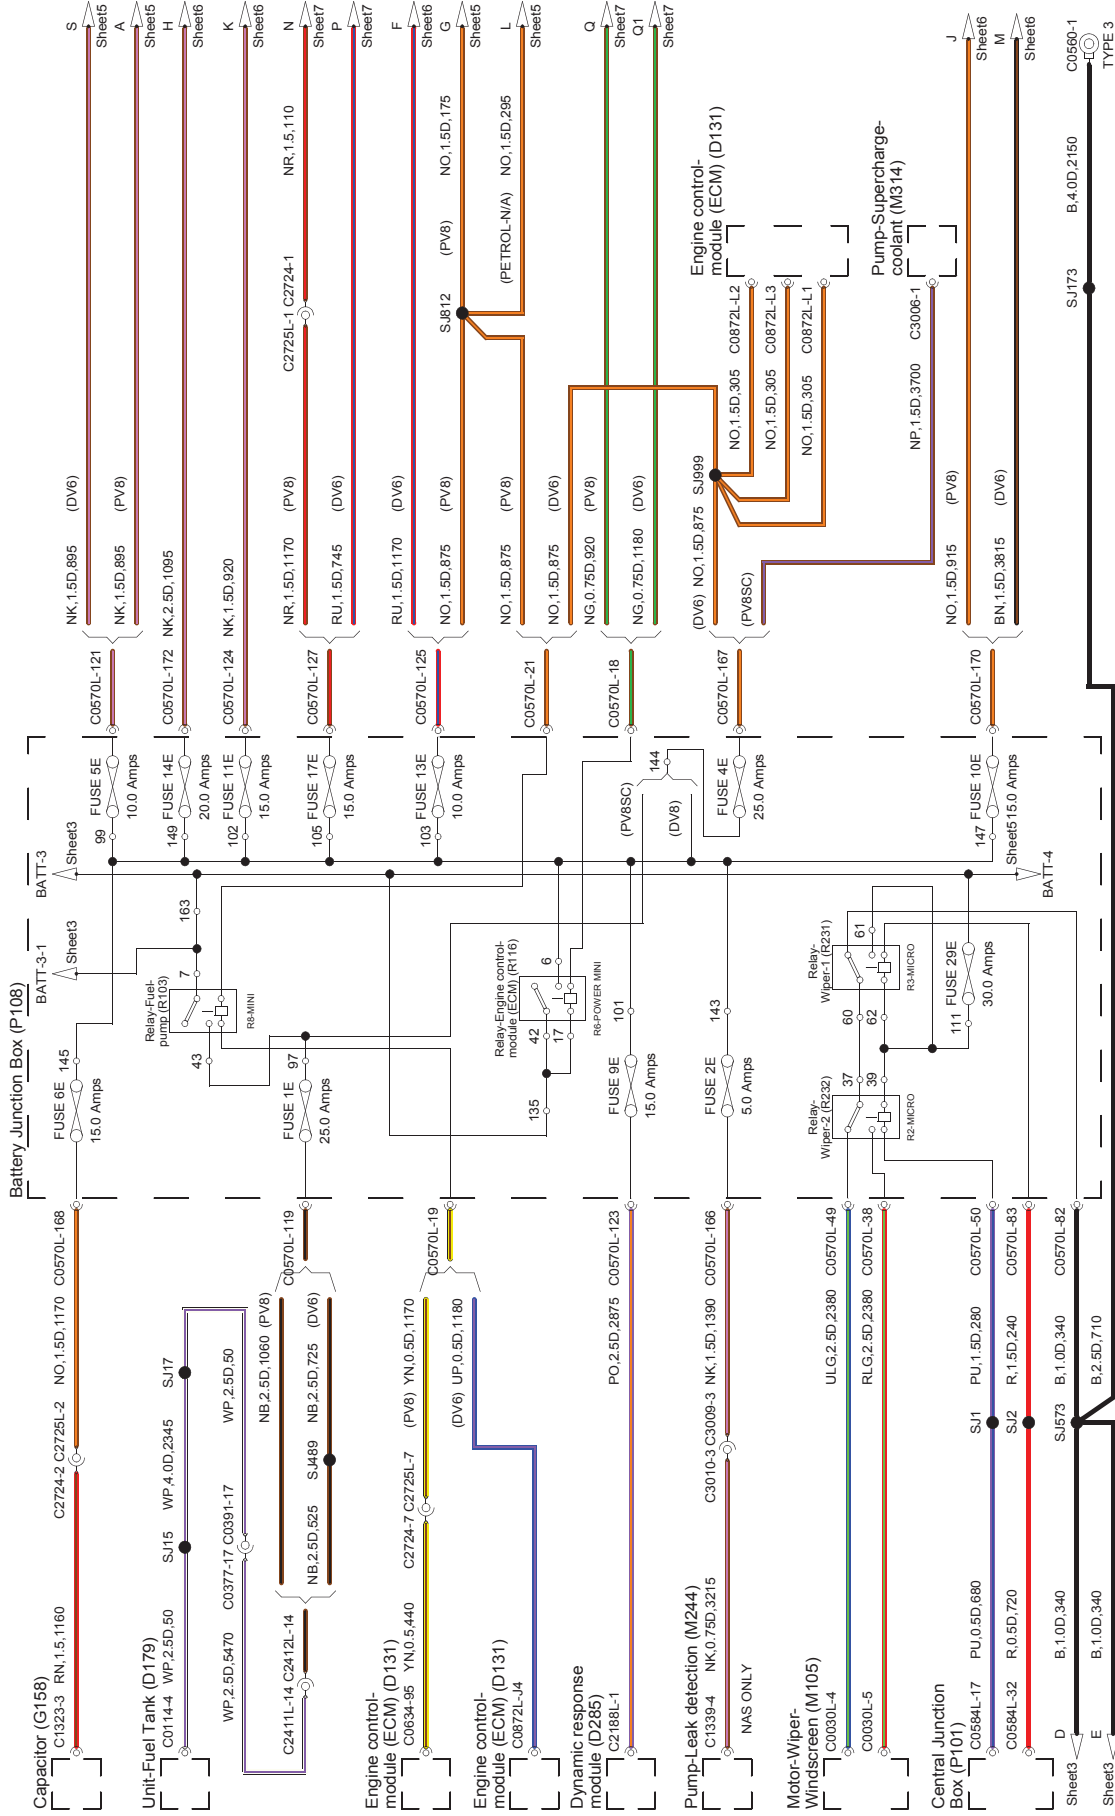 Capacitor (G158)
C1323-3
RN,1.5,1160
C2724-2
C2725L-2
NO,1.5D,1170
C0570L-168
Unit-Fuel Tank (D179)
C0114-4
WP,2.5D,50
SJ15
WP,4.0D,2345
SJ17
WP,2.5D,5470
C0377-17
C0391-17
WP,2.5D,50
C2411L-14
C2412L-14
NB,2.5D,1060
(PV8)
NB,2.5D,525
SJ489
NB,2.5D,725
(DV6)
C0570L-119
Engine control-
module (ECM) (D131)
C0634-95
YN,0.5,440
C2724-7
C2725L-7
(PV8)
YN,0.5D,1170
C0570L-19
Engine control-
module (ECM) (D131)
C0872L-J4
(DV6)
UP,0.5D,1180
Dynamic response
module (D285)
C2188L-1
PO,2.5D,2875
C0570L-123
Pump-Leak detection (M244)
C1339-4
NK,0.75D,3215
C3010-3
C3009-3
NK,1.5D,1390
C0570L-166
NAS ONLY
Motor-Wiper-
Windscreen (M105)
C0030L-4
ULG,2.5D,2380
C0570L-49
C0030L-5
RLG,2.5D,2380
C0570L-38
Central Junction
Box (P101)
C0584L-17
PU,0.5D,680
SJ1
PU,1.5D,280
C0570L-50
C0584L-32
R,0.5D,720
SJ2
R,1.5D,240
C0570L-83
D
Sheet3
B,1.0D,340
SJ573
B,1.0D,340
C0570L-82
E
Sheet3
B,1.0D,340
B,2.5D,710
Battery Junction Box (P108)
FUSE 6E
15.0 Amps
145
BATT-3-1
Sheet3
BATT-3
Sheet3
Relay-Fuel-
pump (R103)
R8-MINI
7
163
43
FUSE 1E
25.0 Amps
97
Relay-Engine control-
module (ECM) (R116)
R6-POWER MINI
6
42
17
135
FUSE 9E
15.0 Amps
101
FUSE 2E
5.0 Amps
143
Relay-
Wiper-2 (R232)
R2-MICRO
37
39
Relay-
Wiper-1 (R231)
R3-MICRO
60
62
61
FUSE 29E
30.0 Amps
111
BATT-4
Sheet5
99
FUSE 5E
10.0 Amps
149
FUSE 14E
20.0 Amps
102
FUSE 11E
15.0 Amps
105
FUSE 17E
15.0 Amps
103
FUSE 13E
10.0 Amps
(PV8SC)
(DV8)
144
FUSE 4E
25.0 Amps
147
FUSE 10E
15.0 Amps
C0570L-121
NK,1.5D,895
(DV6)
S
Sheet5
NK,1.5D,895
(PV8)
A
Sheet5
C0570L-172
NK,2.5D,1095
H
Sheet6
C0570L-124
NK,1.5D,920
K
Sheet6
C0570L-127
NR,1.5D,1170
(PV8)
C2725L-1
C2724-1
NR,1.5,110
N
Sheet7
RU,1.5D,745
(DV6)
P
Sheet7
C0570L-125
RU,1.5D,1170
(DV6)
F
Sheet6
NO,1.5D,875
(PV8)
SJ812
(PV8)
NO,1.5D,175
G
Sheet5
C0570L-21
NO,1.5D,875
(PV8)
(PETROL-N/A)
NO,1.5D,295
L
Sheet5
NO,1.5D,875
(DV6)
C0570L-18
NG,0.75D,920
(PV8)
Q
Sheet7
NG,0.75D,1180
(DV6)
Q1
Sheet7
C0570L-167
(DV6)
NO,1.5D,875
SJ999
NO,1.5D,305
C0872L-L2
NO,1.5D,305
C0872L-L3
NO,1.5D,305
C0872L-L1
Engine control-
module (ECM) (D131)
(PV8SC)
NP,1.5D,3700
C3006-1
Pump-Supercharge-
coolant (M314)
C0570L-170
NO,1.5D,915
(PV8)
J
Sheet6
BN,1.5D,3815
(DV6)
M
Sheet6
SJ173
B,4.0D,2150
C0560-1
TYPE 3